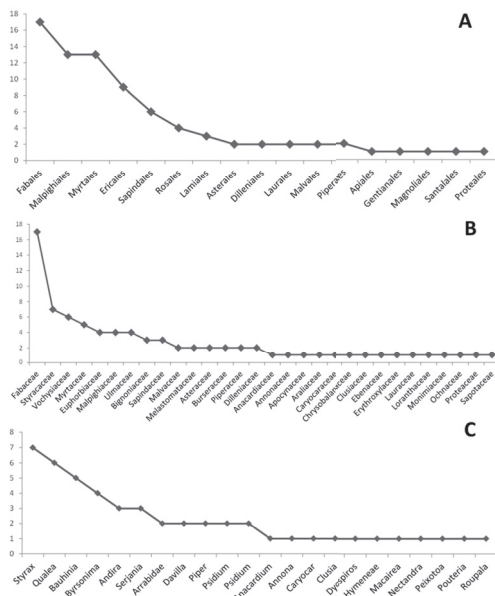 A
18
16
14
12
10
8
6
4
2
0
Fabales
Malpighiales
Myrtales
Ericales
Sapindales
Rosales
Lamiales
Asterales
Dilleniales
Laurales
Malvales
Piperales
Apiales
Gentianales
Magnoliales
Santalales
Proteales
B
18
16
14
12
10
8
6
4
2
0
Fabaceae
Styracaceae
Vochysiaceae
Myrtaceae
Euphorbiaceae
Malpighiaceae
Ulmaceae
Bignoniaceae
Sapindaceae
Malvaceae
Melastomataceae
Asteraceae
Burseraceae
Piperaceae
Dilleniaceae
Anacardiaceae
Annonaceae
Apocynaceae
Araliaceae
Caryocaraceae
Chrysobalanaceae
Clusiaceae
Ebenaceae
Erythroxylaceae
Lauraceae
Loranthaceae
Monimiaceae
Ochnaceae
Proteaceae
Sapotaceae
C
8
7
6
5
4
3
2
1
0
Styrax
Qualea
Bauhinia
Byrsonima
Andira
Serjania
Arrabidae
Davilla
Piper
Psidium
Psidium
Anacardium
Annona
Caryocar
Clusia
Dyespiros
Hymeneae
Macairea
Nectandra
Peixotoa
Pouteria
Roupala